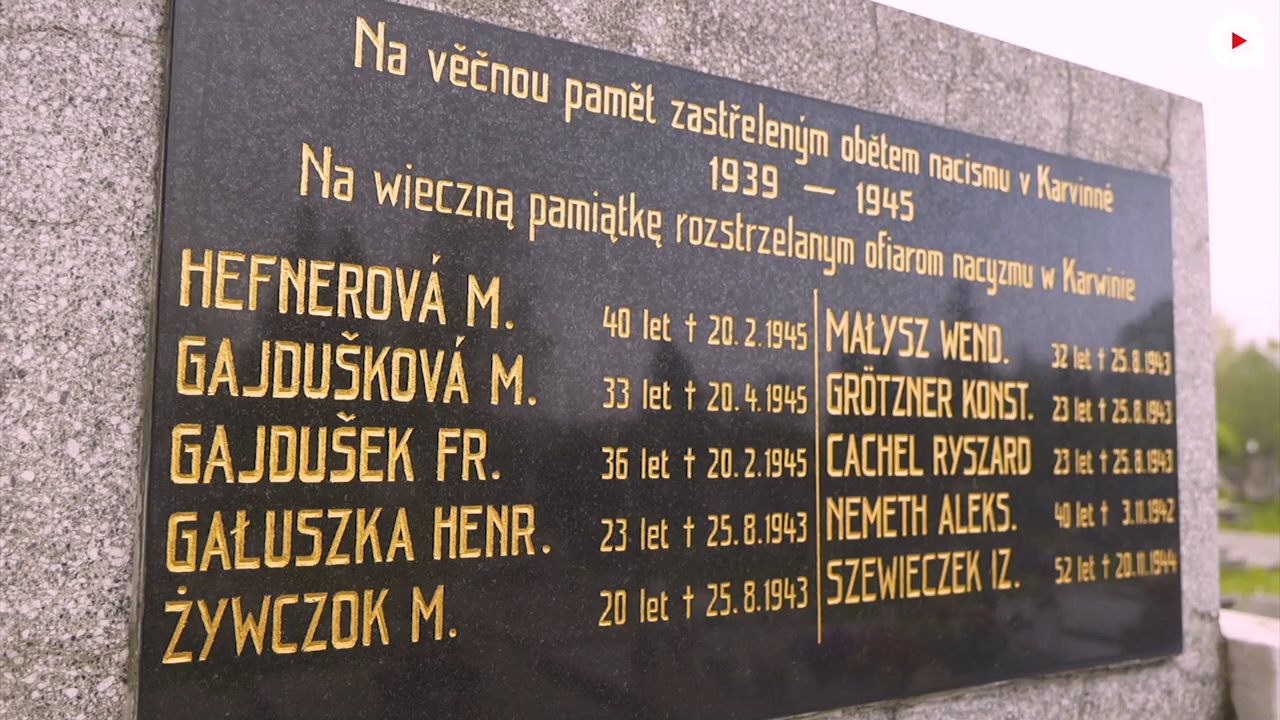 Na věčnou pamět zastřeleným obětem nacismu v Karvinné
1939 — 1945
Na wieczną pamiątkę rozstrzelanym ofiarom nacyzmu w Karwinie
HEFNEROVÁ M. 40 let † 20.2.1945
GAJDUŠKOVÁ M. 33 let † 20.4.1945
GAJDUŠEK FR. 36 let † 20.2.1945
GAŁUSZKA HENR. 23 let † 25.8.1943
ŻYWCZOK M. 20 let † 25.8.1943
MAŁYSZ WEND. 32 let † 25.8.1943
GRÖTZNER KONST. 23 let † 25.8.1943
CACHEL RYSZARD 23 let † 25.8.1943
NEMETH ALEKS. 40 let † 3.11.1942
SZEWIECZEK IZ. 52 let † 20.11.1944